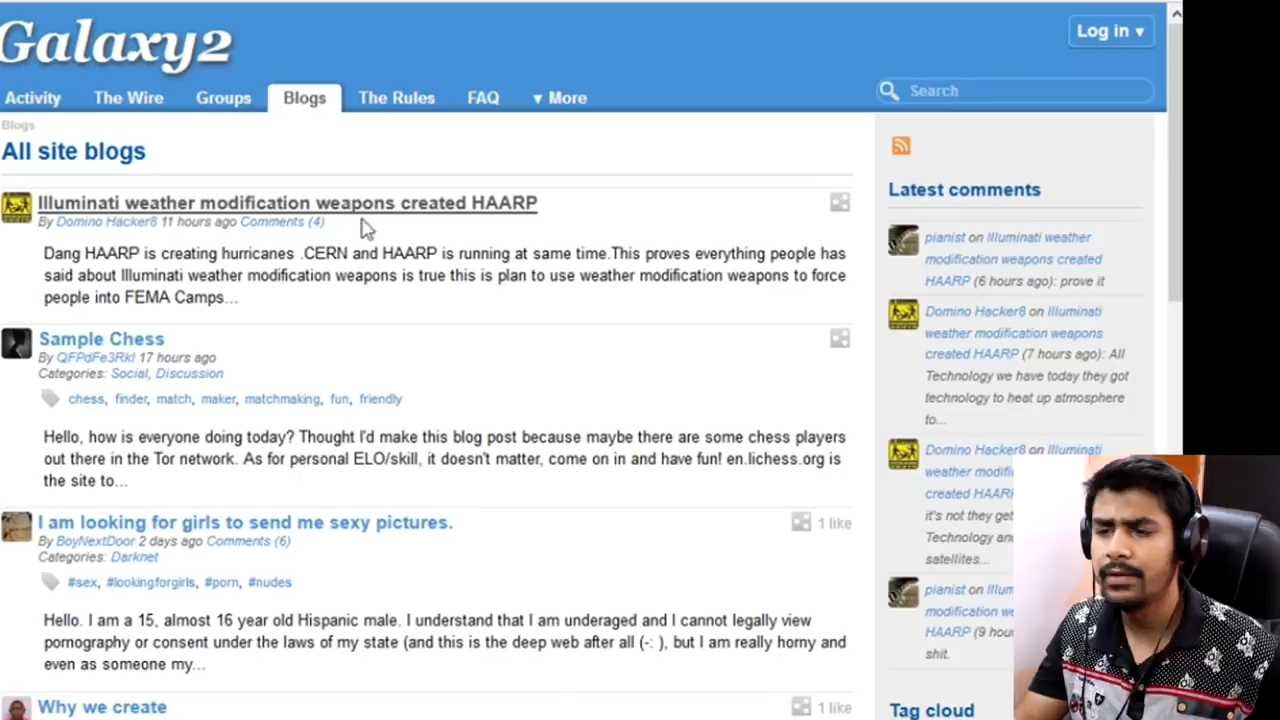 Galaxy2
Log in ▾
Activity The Wire Groups Blogs The Rules FAQ ▾ More
Search
Blogs
All site blogs
Illuminati weather modification weapons created HAARP
By Domino Hacker8 11 hours ago Comments (4)
Dang HAARP is creating hurricanes .CERN and HAARP is running at same time.This proves everything people has
said about Illuminati weather modification weapons is true this is plan to use weather modification weapons to force
people into FEMA Camps...
Sample Chess
By QFPdFe3RkI 17 hours ago
Categories: Social, Discussion
chess, finder, match, maker, matchmaking, fun, friendly
Hello, how is everyone doing today? Thought I'd make this blog post because maybe there are some chess players
out there in the Tor network. As for personal ELO/skill, it doesn't matter, come on in and have fun! en.lichess.org is
the site to...
I am looking for girls to send me sexy pictures.
1 like
By BoyNextDoor 2 days ago Comments (6)
Categories: Darknet
#sex, #lookingforgirls, #porn, #nudes
Hello. I am a 15, almost 16 year old Hispanic male. I understand that I am underaged and I cannot legally view
pornography or consent under the laws of my state (and this is the deep web after all (-: ), but I am really horny and
even as someone my...
Why we create
1 like
Latest comments
pianist on Illuminati weather
modification weapons created
HAARP (6 hours ago): prove it
Domino Hacker8 on Illuminati
weather modification weapons
created HAARP (7 hours ago): All
Technology we have today they got
technology to heat up atmosphere
to...
Domino Hacker8 on Illuminati
weather
created
it's not they get
Technology
satellites...
pianist on
modification
HAARP (9
shit.
Tag cloud